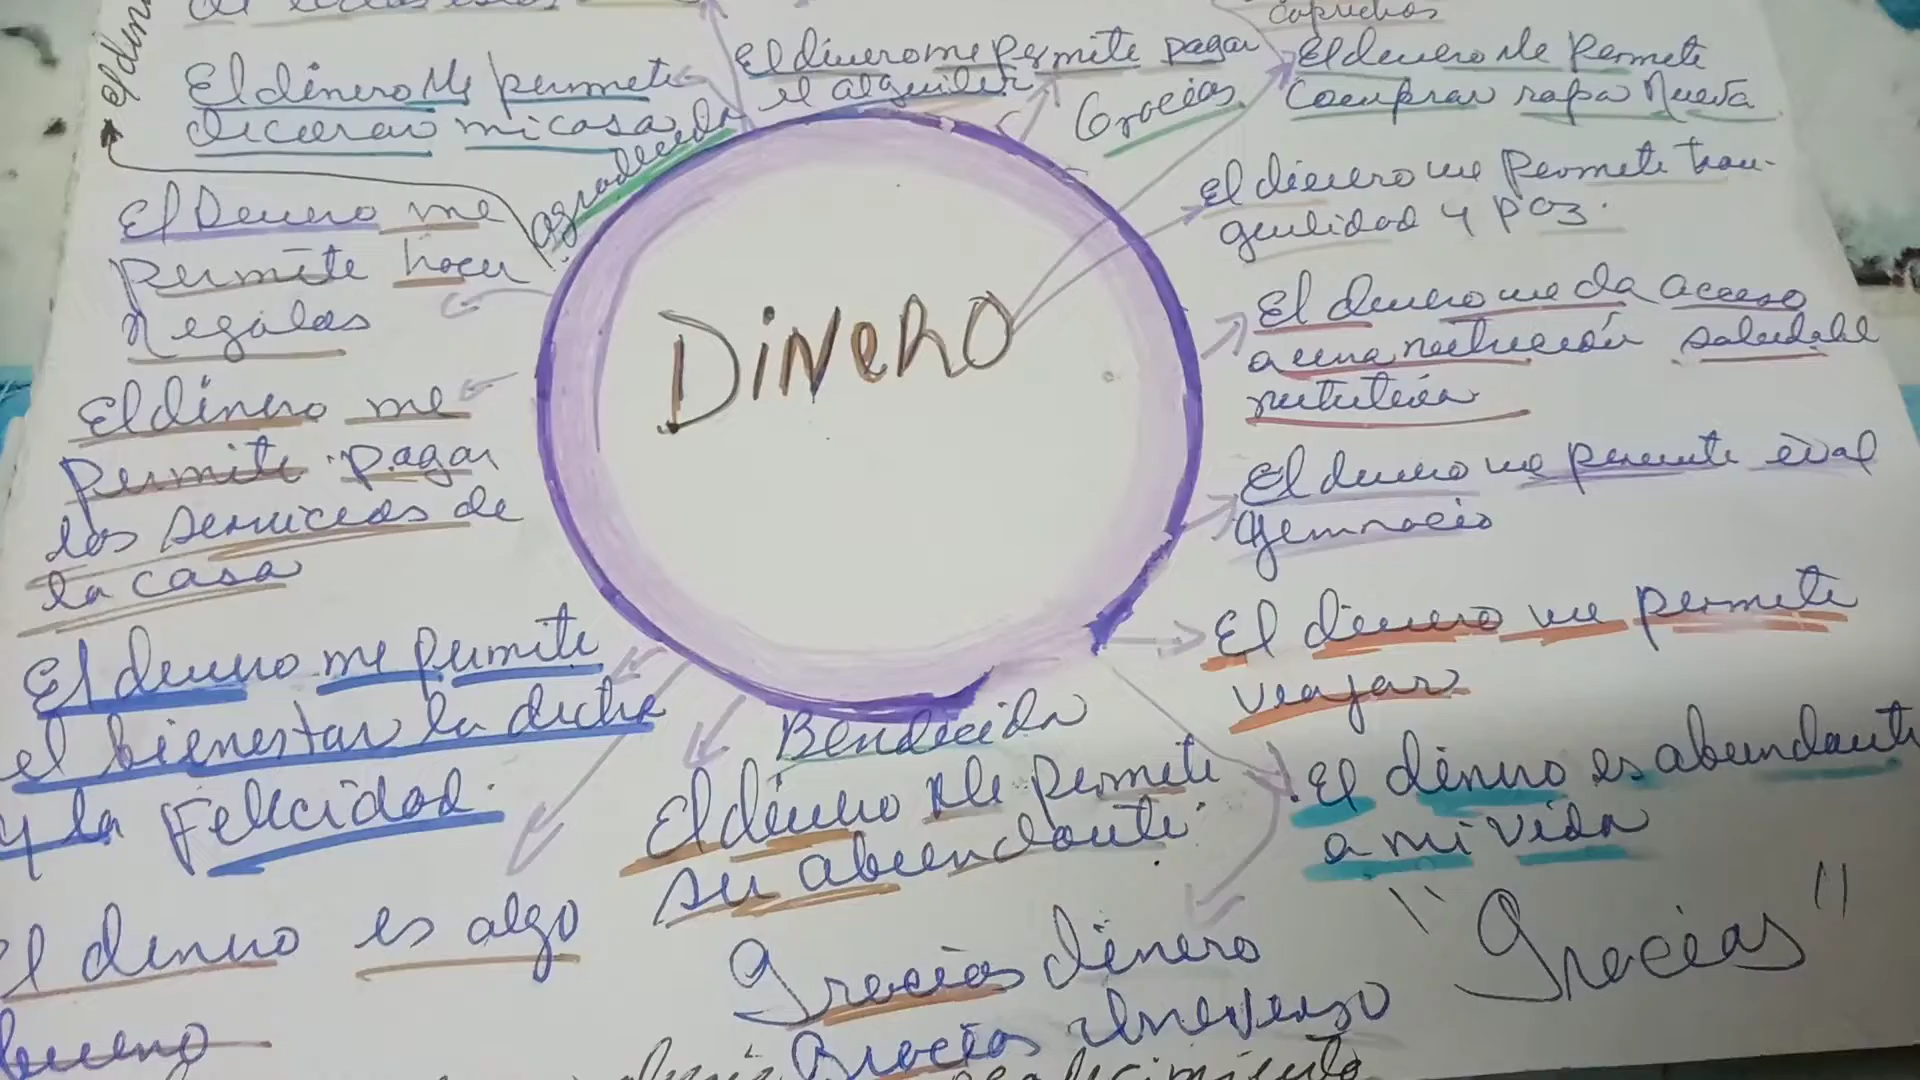 caprichos
El dinero Me permite
decorar mi casa
agradecida
El dinero me permite pagar
el alquiler
Gracias
El dinero Me Permite
Comprar ropa Nueva
El dinero me permite tran-
quilidad y paz.
El Dinero me
permite hacer
Regalos
DiNeRO
El dinero me da acceso
a una nutrición saludable
nutritiva
El dinero me
permite pagar
los servicios de
la casa
El dinero me permite ir al
Gimnacio
El dinero me permite
viajar
El dinero me permite
el bienestar la dicha
y la Felicidad.
Bendecida
El dinero Me permite
ser abundante
El dinero es abundante
a mi vida
El dinero es algo
bueno
Gracias dinero
Gracias Universo
"Gracias"